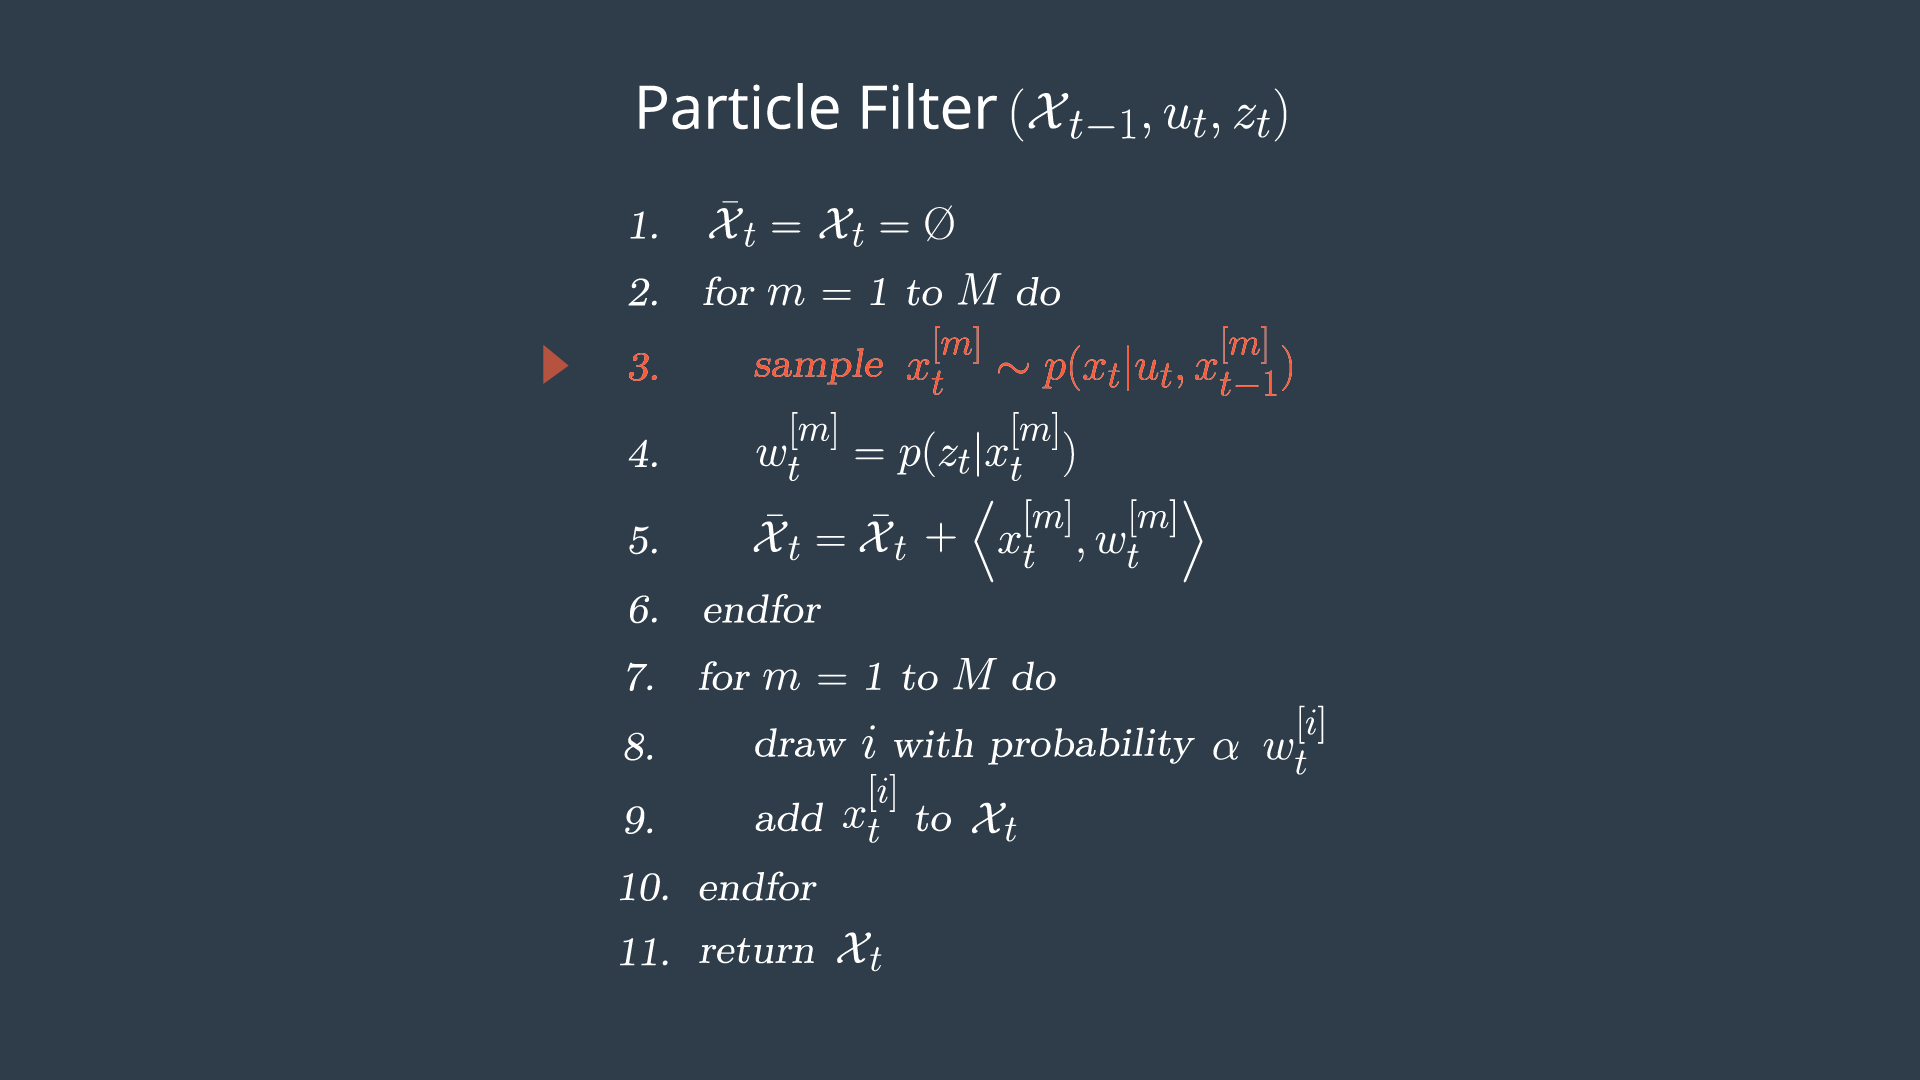 Particle Filter $(\mathcal{X}_{t-1}, u_t, z_t)$
1. $\bar{\mathcal{X}}_t = \mathcal{X}_t = \emptyset$
2. for $m$ = 1 to $M$ do
3. sample $x_t^{[m]} \sim p(x_t|u_t, x_{t-1}^{[m]})$
4. $w_t^{[m]} = p(z_t|x_t^{[m]})$
5. $\bar{\mathcal{X}}_t = \bar{\mathcal{X}}_t + \left\langle x_t^{[m]}, w_t^{[m]} \right\rangle$
6. endfor
7. for $m$ = 1 to $M$ do
8. draw $i$ with probability $\alpha$ $w_t^{[i]}$
9. add $x_t^{[i]}$ to $\mathcal{X}_t$
10. endfor
11. return $\mathcal{X}_t$